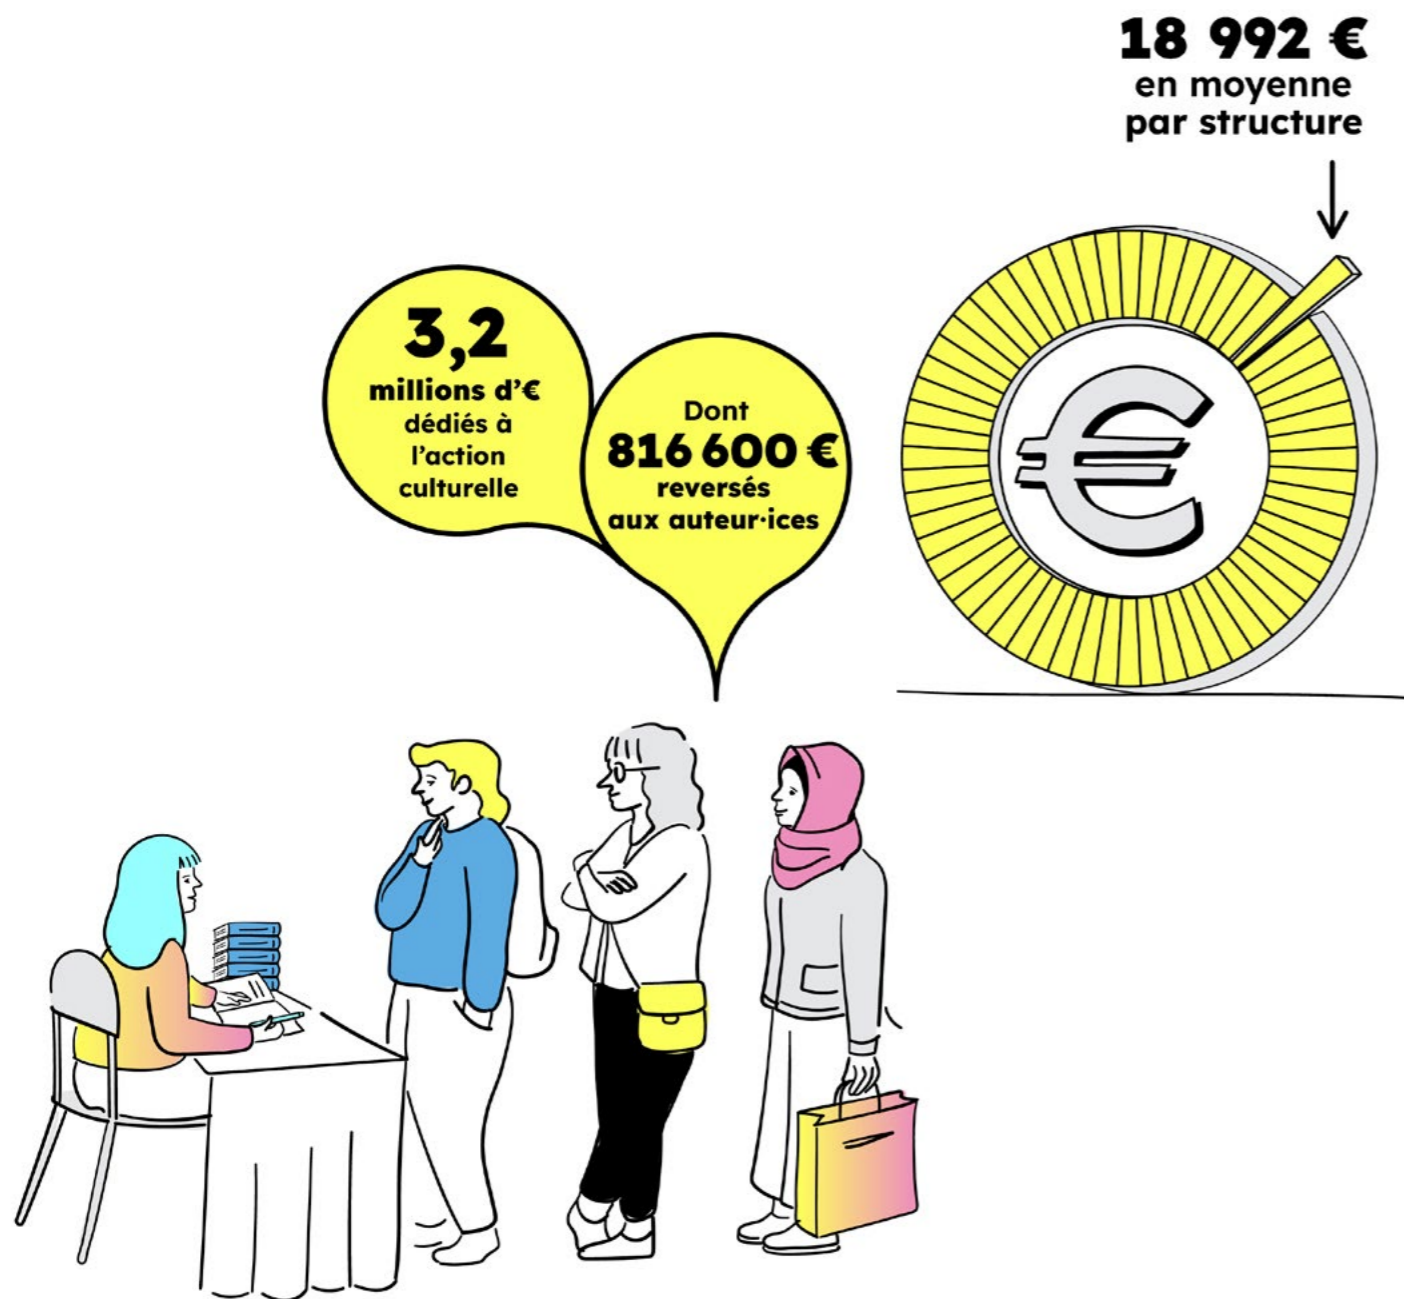 18 992 €
en moyenne
par structure
3,2
millions d’€
dédiés à
l’action
culturelle
Dont
816 600 €
reversés
aux auteur·ices
€